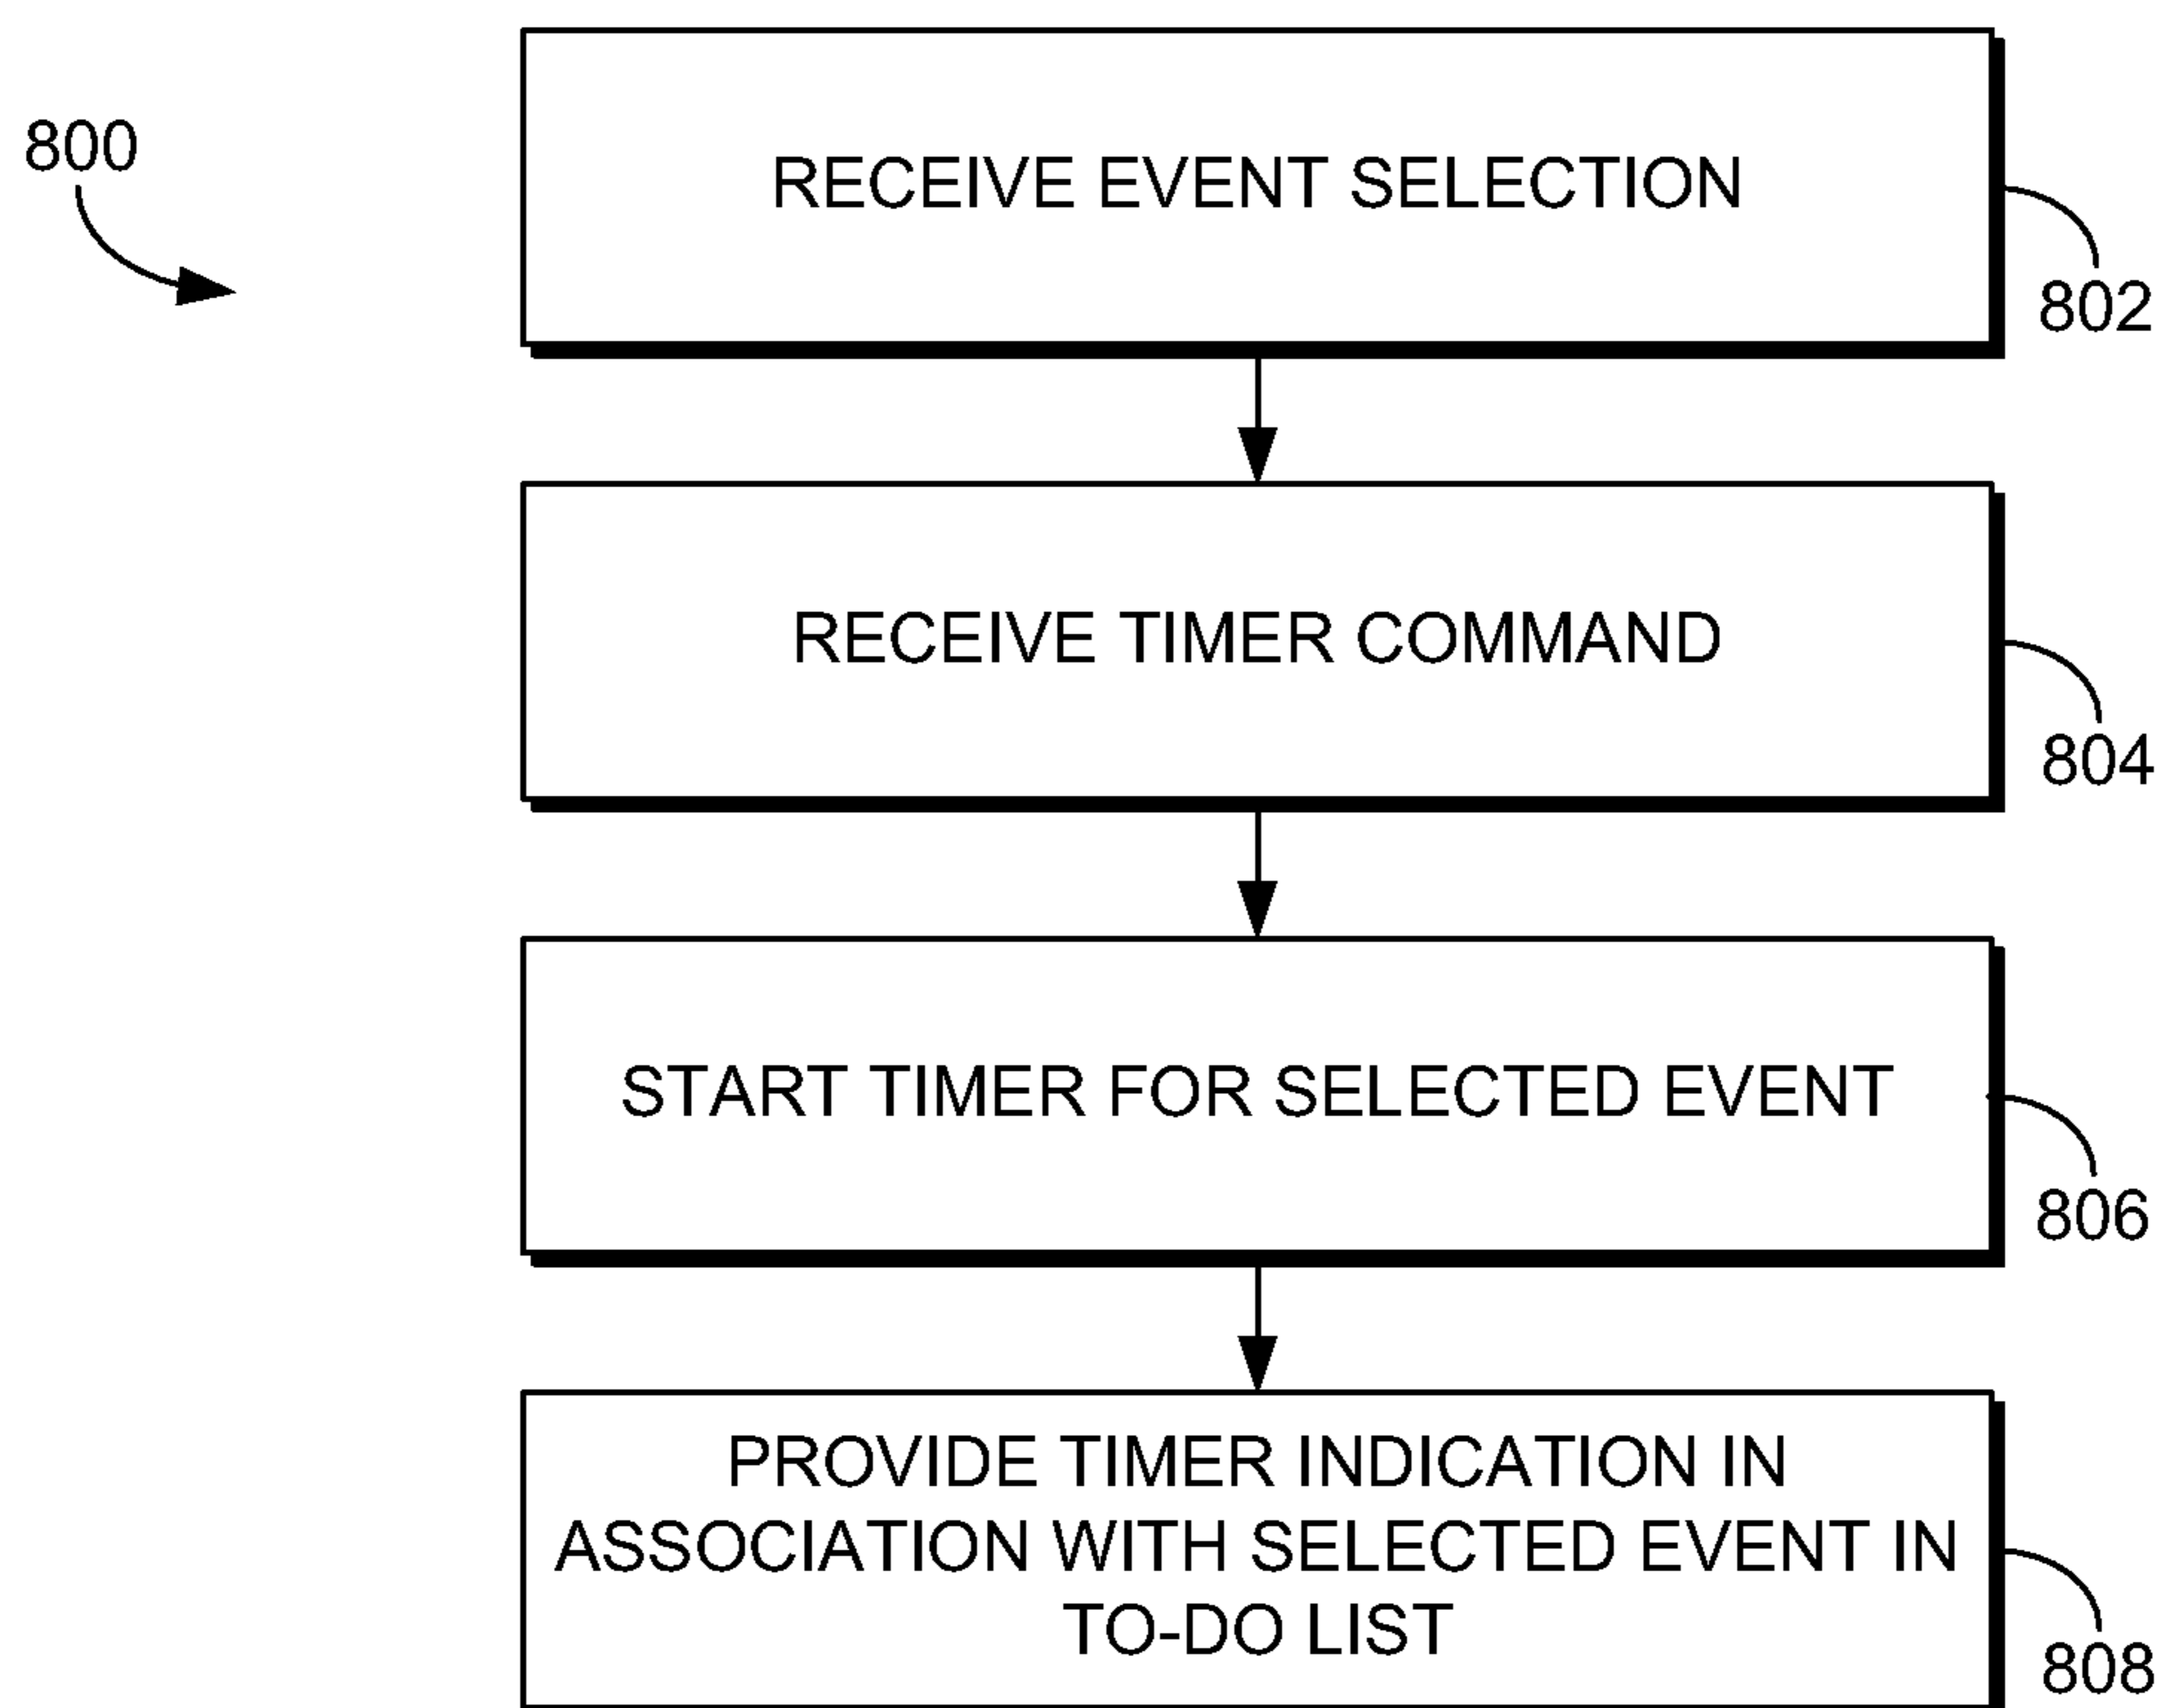 800
RECEIVE EVENT SELECTION
802
RECEIVE TIMER COMMAND
804
START TIMER FOR SELECTED EVENT
806
PROVIDE TIMER INDICATION IN
ASSOCIATION WITH SELECTED EVENT IN
TO-DO LIST
808